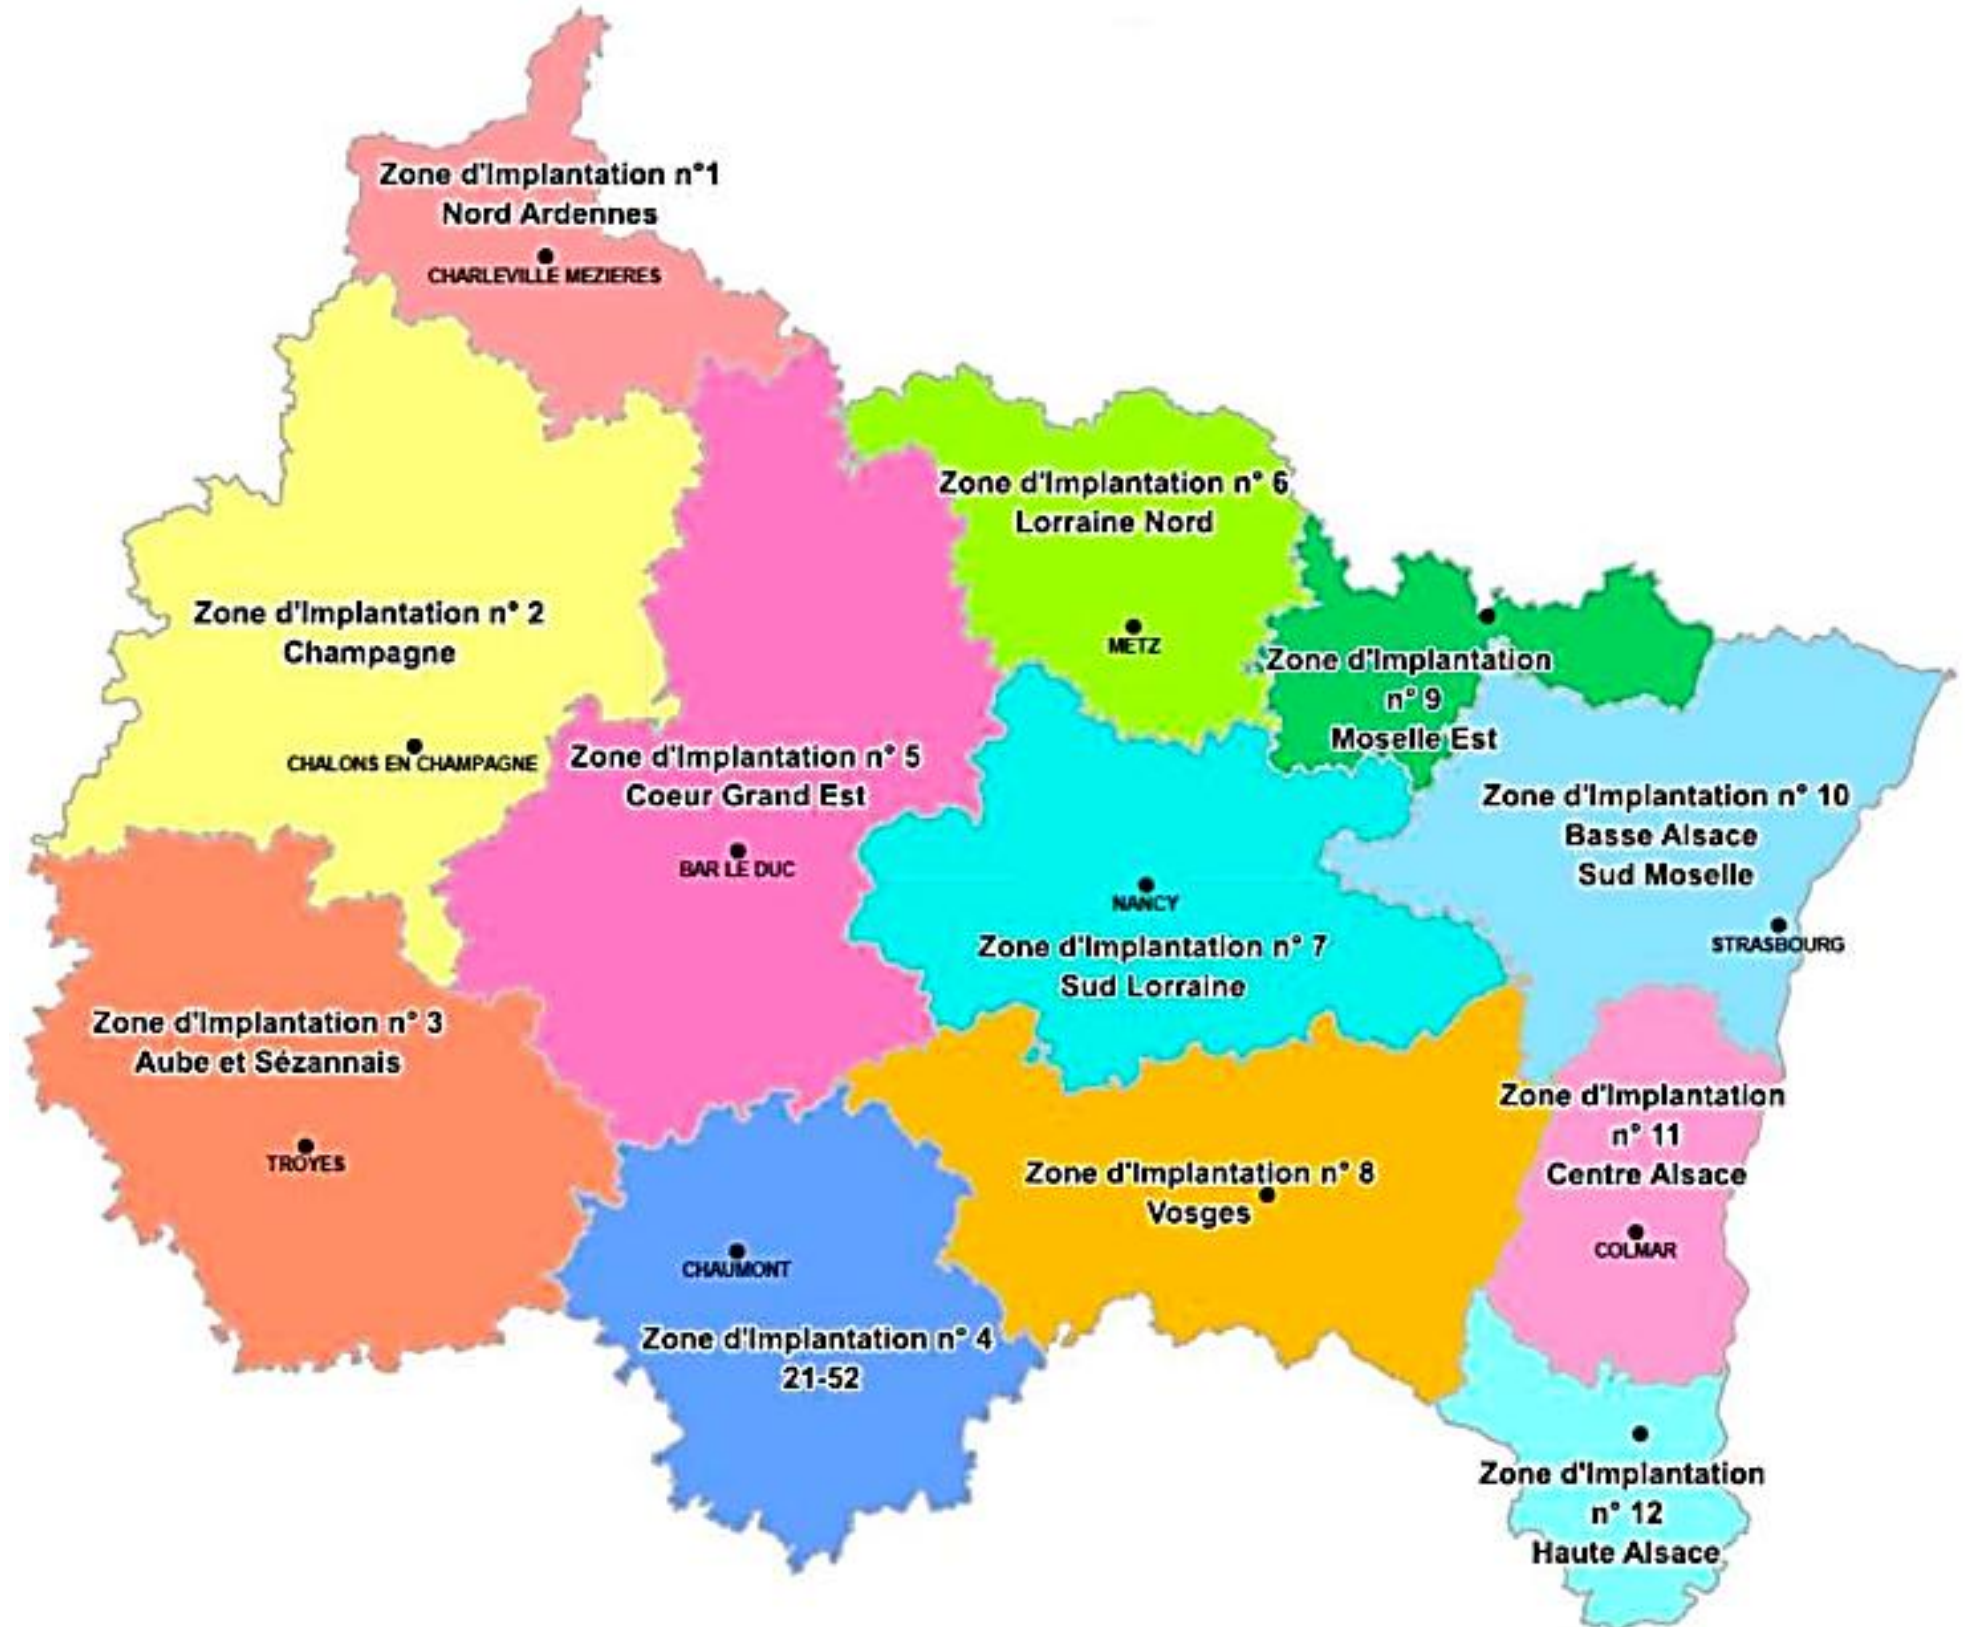 Zone d'Implantation n°1
Nord Ardennes
CHARLEVILLE MEZIERES
Zone d'Implantation n° 6
Lorraine Nord
METZ
Zone d'Implantation n° 2
Champagne
CHALONS EN CHAMPAGNE
Zone d'Implantation
n° 9
Moselle Est
Zone d'Implantation n° 5
Coeur Grand Est
BAR LE DUC
Zone d'Implantation n° 10
Basse Alsace
Sud Moselle
STRASBOURG
NANCY
Zone d'Implantation n° 7
Sud Lorraine
Zone d'Implantation n° 3
Aube et Sézannais
TROYES
Zone d'Implantation
n° 11
Centre Alsace
COLMAR
Zone d'Implantation n° 8
Vosges
CHAUMONT
Zone d'Implantation n° 4
21-52
Zone d'Implantation
n° 12
Haute Alsace